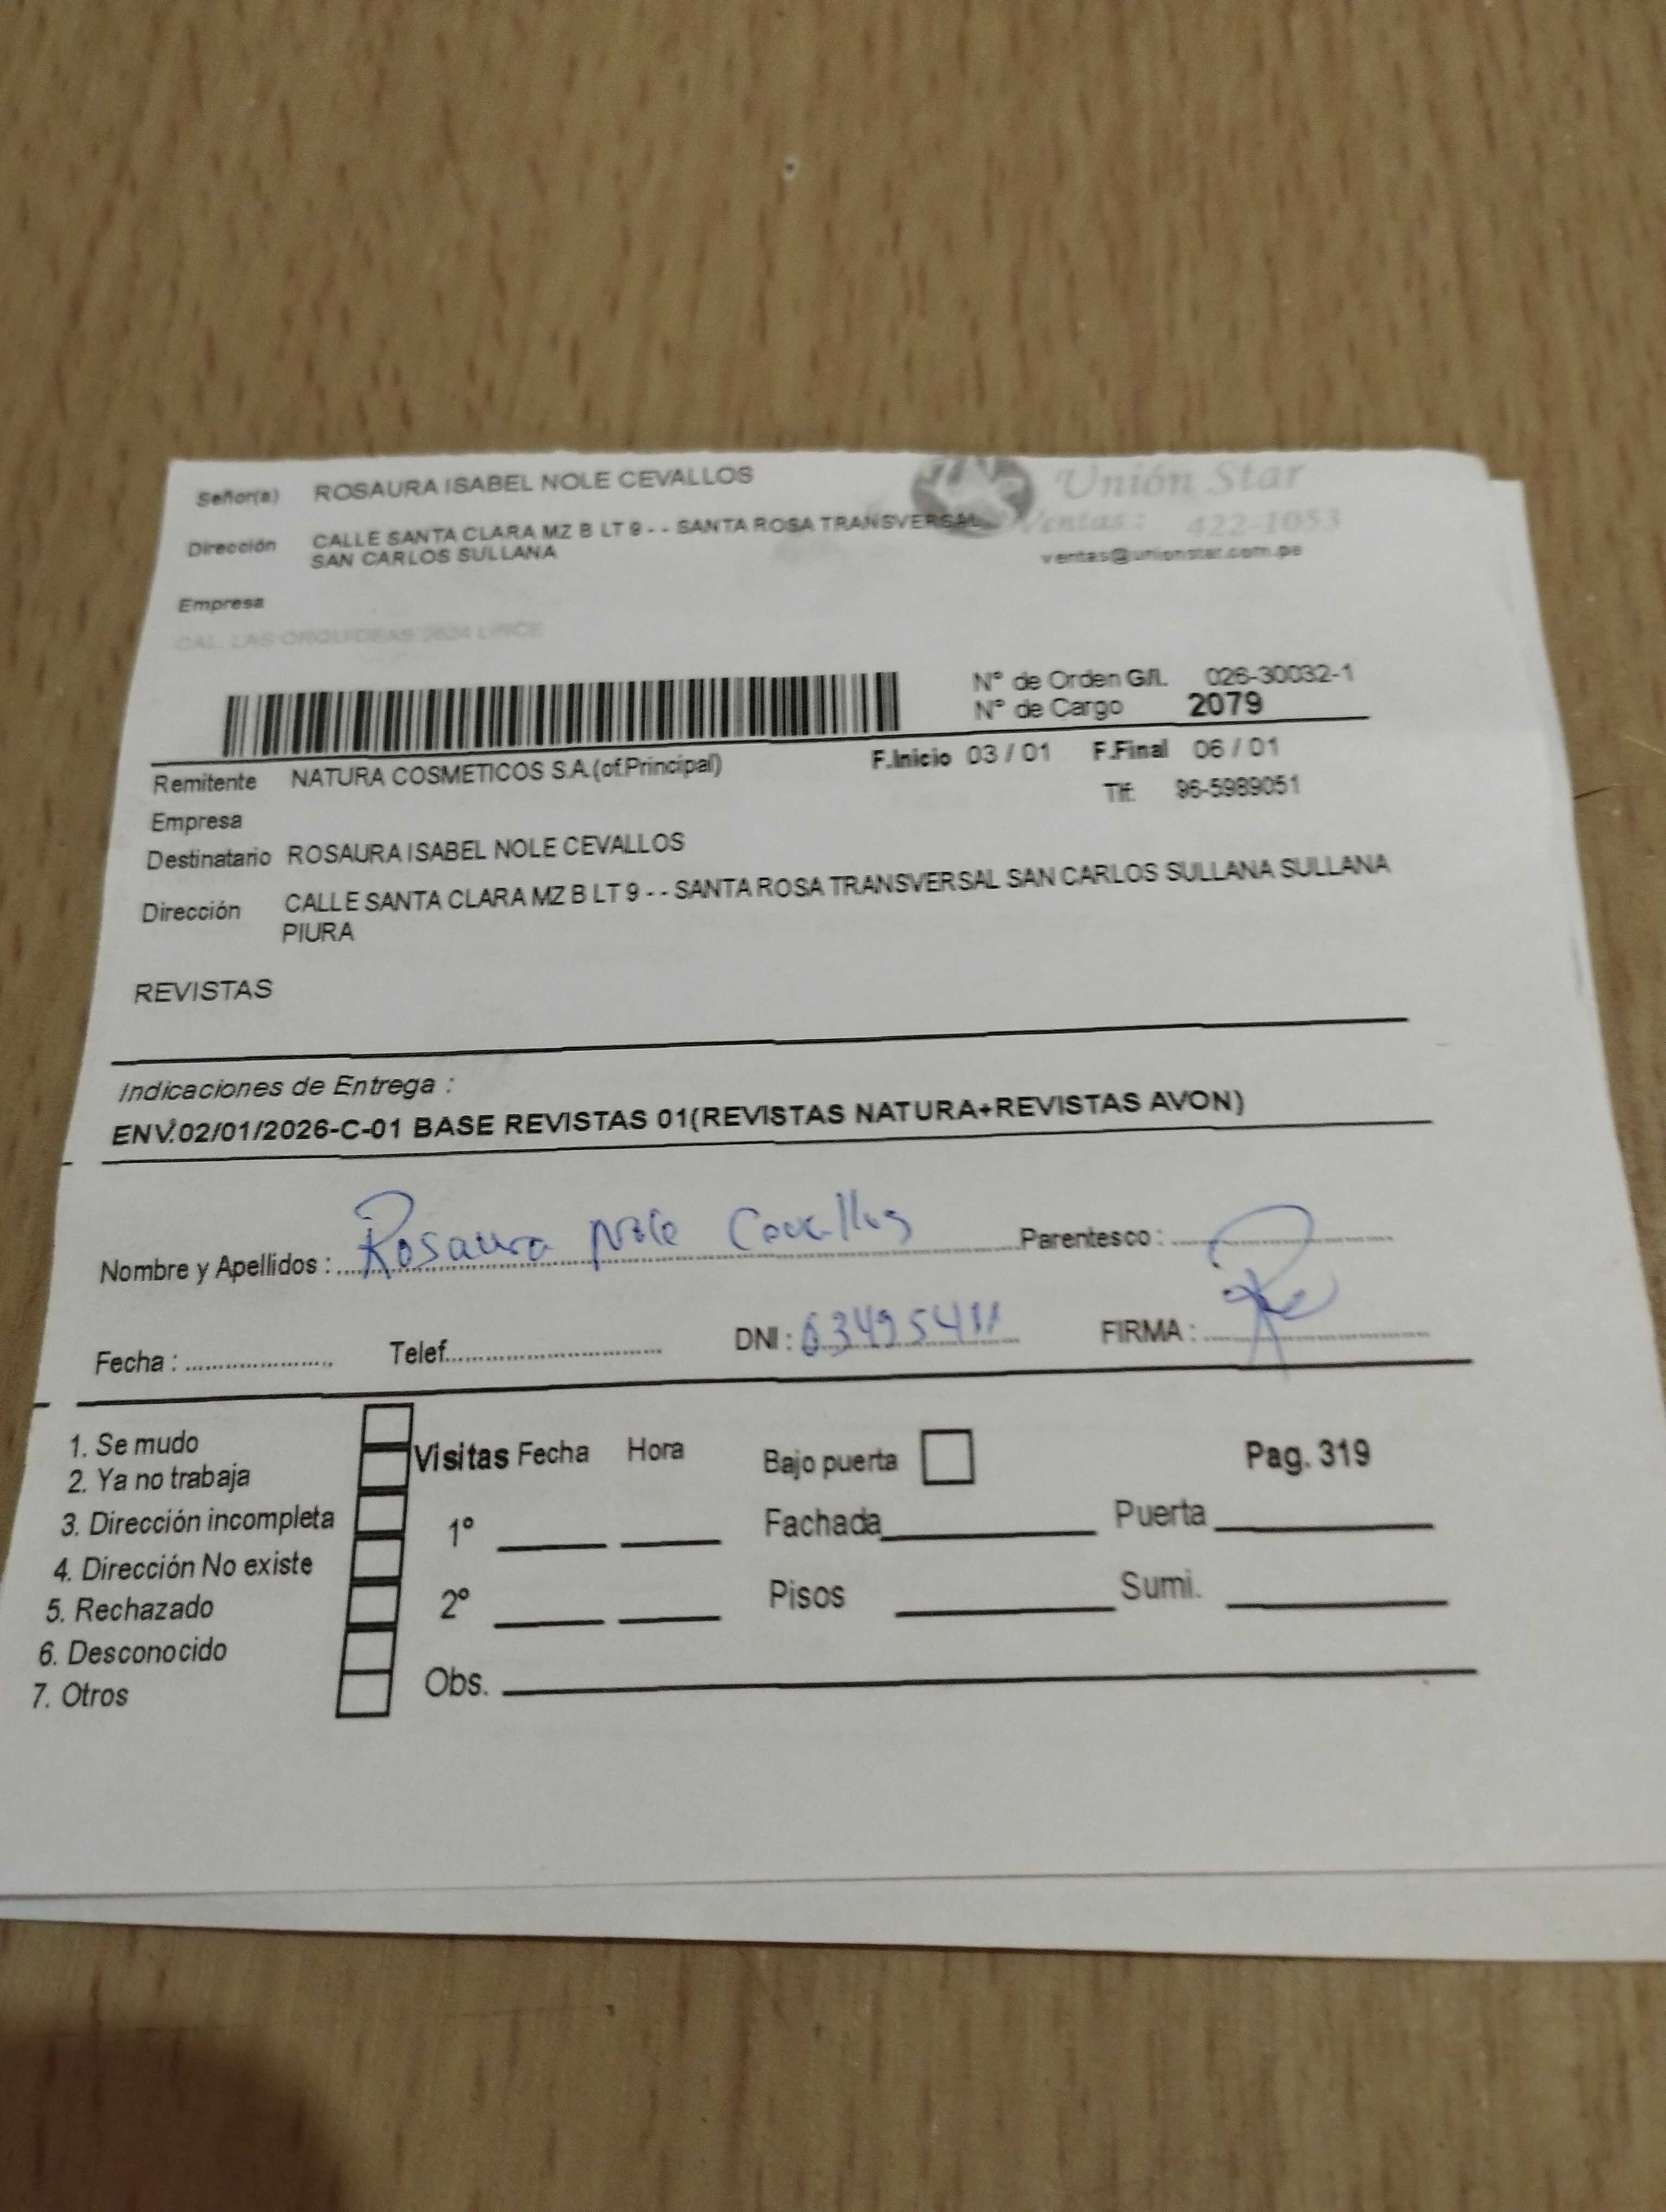 Señor(a) ROSAURA ISABEL NOLE CEVALLOS
Unión Star
Dirección CALLE SANTA CLARA MZ B LT 9 - - SANTA ROSA TRANSVERSAL
SAN CARLOS SULLANA
Ventas : 422-1053
ventas@unionstar.com.pe
Empresa
CAL. LAS ORQUIDEAS 2624 LINCE
N° de Orden G/L 026-30032-1
N° de Cargo 2079
Remitente NATURA COSMETICOS S.A.(of.Principal)
F.Inicio 03 / 01 F.Final 06 / 01
Empresa
Tlf: 96-5989051
Destinatario ROSAURA ISABEL NOLE CEVALLOS
Dirección CALLE SANTA CLARA MZ B LT 9 - - SANTA ROSA TRANSVERSAL SAN CARLOS SULLANA SULLANA
PIURA
REVISTAS
Indicaciones de Entrega :
ENV.02/01/2026-C-01 BASE REVISTAS 01(REVISTAS NATURA+REVISTAS AVON)
Nombre y Apellidos : Rosaura Nole Cevallos Parentesco :
Fecha : Telef. DNI : 03495411 FIRMA :
1. Se mudo
2. Ya no trabaja
3. Dirección incompleta
4. Dirección No existe
5. Rechazado
6. Desconocido
7. Otros
Visitas Fecha Hora
1°
2°
Obs.
Bajo puerta
Pag. 319
Fachada Puerta
Pisos Sumi.